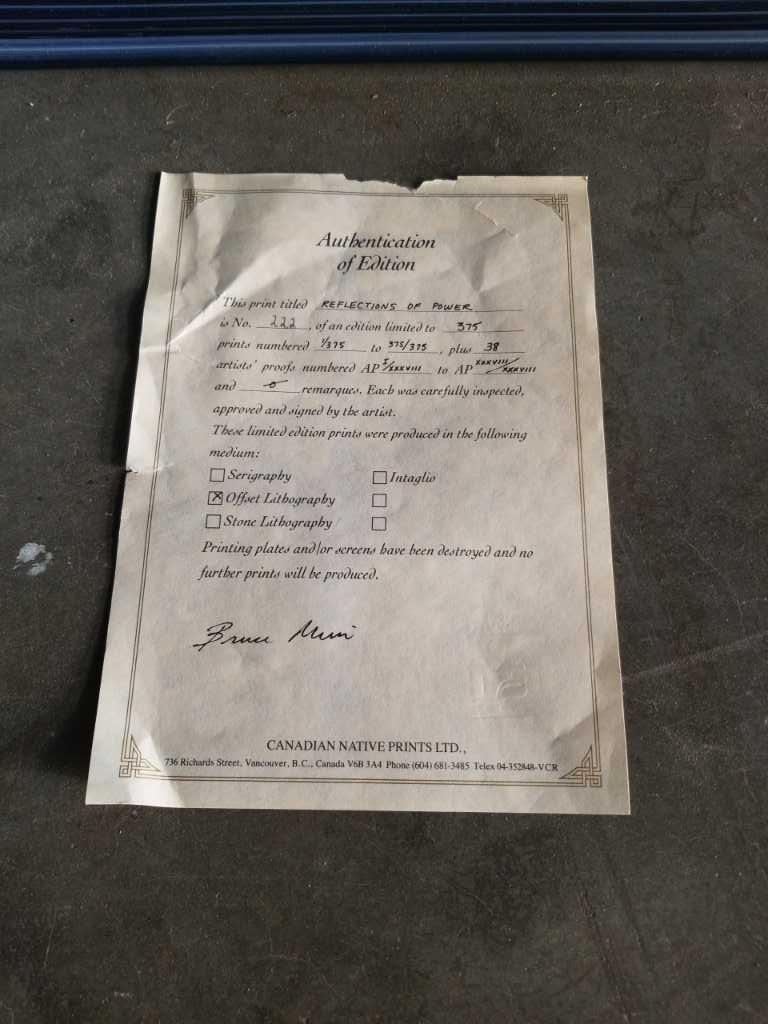 Authentication
of Edition
This print titled REFLECTIONS OF POWER
is No. 222, of an edition limited to 375
prints numbered 1/375 to 375/375, plus 38
artists' proofs numbered AP I/XXXVIII to AP XXXVIII/XXXVIII
and 0 remarques. Each was carefully inspected,
approved and signed by the artist.
These limited edition prints were produced in the following
medium:
Serigraphy Intaglio
Offset Lithography
Stone Lithography
Printing plates and/or screens have been destroyed and no
further prints will be produced.
Bruce
CANADIAN NATIVE PRINTS LTD.,
736 Richards Street, Vancouver, B.C., Canada V6B 3A4 Phone (604) 681-3485 Telex 04-352848-VCR